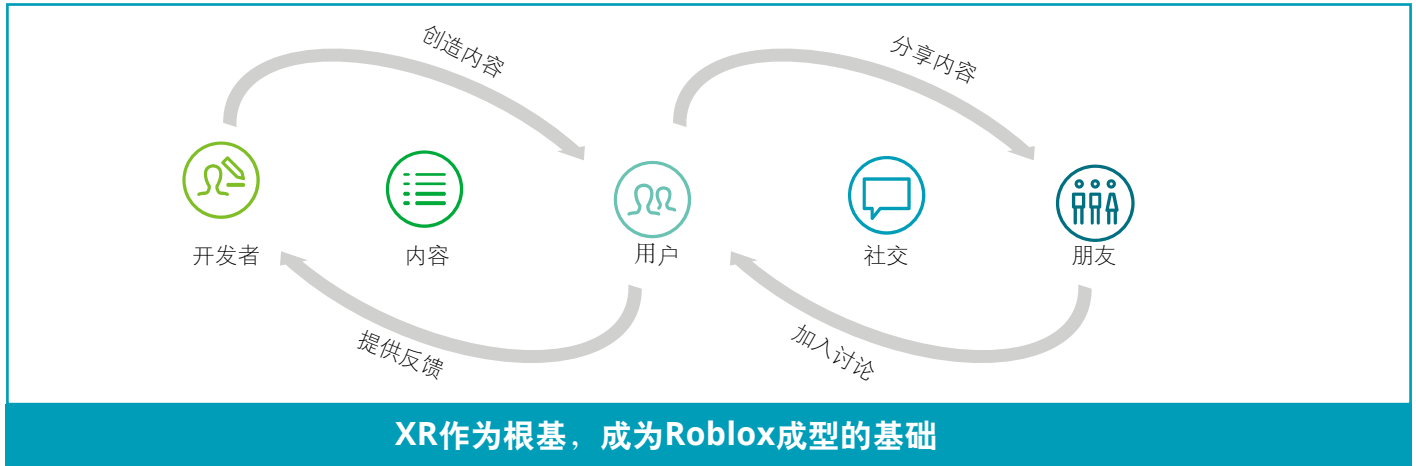 创造内容
分享内容
开发者
内容
用户
社交
朋友
提供反馈
加入讨论
XR作为根基，成为Roblox成型的基础